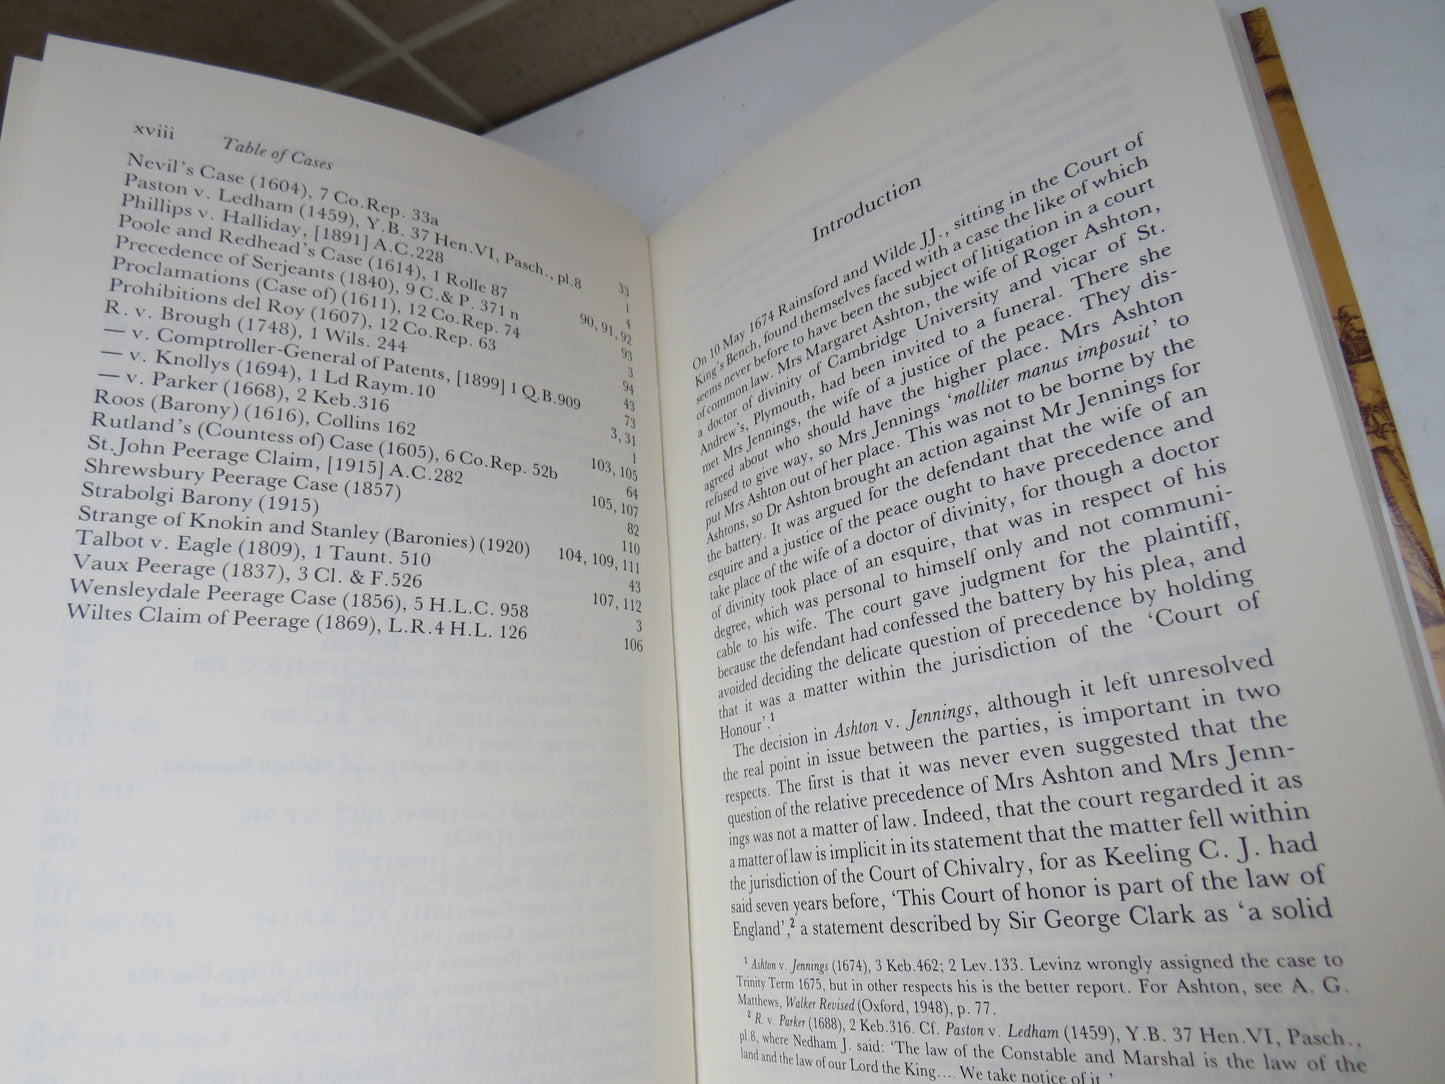 xviii Table of Cases
Nevil's Case (1604), 7 Co.Rep. 33a
Paston v. Ledham (1459), Y.B. 37 Hen.VI, Pasch., pl.8 33
Phillips v. Halliday, [1891] A.C.228 1
Poole and Redhead's Case (1614), 1 Rolle 87 4
Precedence of Serjeants (1840), 9 C. & P. 371 n 90, 91, 92
Proclamations (Case of) (1611), 12 Co.Rep. 74 93
Prohibitions del Roy (1607), 12 Co.Rep. 63 3
R. v. Brough (1748), 1 Wils. 244 94
— v. Comptroller-General of Patents, [1899] 1 Q.B.909 43
— v. Knollys (1694), 1 Ld Raym.10 73
— v. Parker (1668), 2 Keb.316 3, 31
Roos (Barony) (1616), Collins 162 1
Rutland's (Countess of) Case (1605), 6 Co.Rep. 52b 103, 105
St.John Peerage Claim, [1915] A.C.282 64
Shrewsbury Peerage Case (1857) 105, 107
Strabolgi Barony (1915) 82
Strange of Knokin and Stanley (Baronies) (1920) 110
Talbot v. Eagle (1809), 1 Taunt. 510 104, 109, 111
Vaux Peerage (1837), 3 Cl. & F.526 43
Wensleydale Peerage Case (1856), 5 H.L.C. 958 107, 112
Wiltes Claim of Peerage (1869), L.R.4 H.L. 126 3
106
Introduction
On 10 May 1674 Rainsford and Wilde JJ., sitting in the Court of
King's Bench, found themselves faced with a case the like of which
seems never before to have been the subject of litigation in a court
of common law. Mrs Margaret Ashton, the wife of Roger Ashton,
a doctor of divinity of Cambridge University and vicar of St.
Andrew's, Plymouth, had been invited to a funeral. There she
met Mrs Jennings, the wife of a justice of the peace. They dis-
agreed about who should have the higher place. Mrs Ashton
refused to give way, so Mrs Jennings 'molliter manus imposuit' to
put Mrs Ashton out of her place. This was not to be borne by the
Ashtons, so Dr Ashton brought an action against Mr Jennings for
the battery. It was argued for the defendant that the wife of an
esquire and a justice of the peace ought to have precedence and
take place of the wife of a doctor of divinity, for though a doctor
of divinity took place of an esquire, that was in respect of his
degree, which was personal to himself only and not communi-
cable to his wife. The court gave judgment for the plaintiff,
because the defendant had confessed the battery by his plea, and
avoided deciding the delicate question of precedence by holding
that it was a matter within the jurisdiction of the 'Court of
Honour'.1
The decision in Ashton v. Jennings, although it left unresolved
the real point in issue between the parties, is important in two
respects. The first is that it was never even suggested that the
question of the relative precedence of Mrs Ashton and Mrs Jenn-
ings was not a matter of law. Indeed, that the court regarded it as
a matter of law is implicit in its statement that the matter fell within
the jurisdiction of the Court of Chivalry, for as Keeling C. J. had
said seven years before, 'This Court of honor is part of the law of
England',2 a statement described by Sir George Clark as 'a solid
1 Ashton v. Jennings (1674), 3 Keb.462; 2 Lev.133. Levinz wrongly assigned the case to
Trinity Term 1675, but in other respects his is the better report. For Ashton, see A. G.
Matthews, Walker Revised (Oxford, 1948), p. 77.
2 R. v. Parker (1688), 2 Keb.316. Cf. Paston v. Ledham (1459), Y.B. 37 Hen.VI, Pasch.,
pl.8, where Nedham J. said: 'The law of the Constable and Marshal is the law of the
land and the law of our Lord the King.... We take notice of it.'